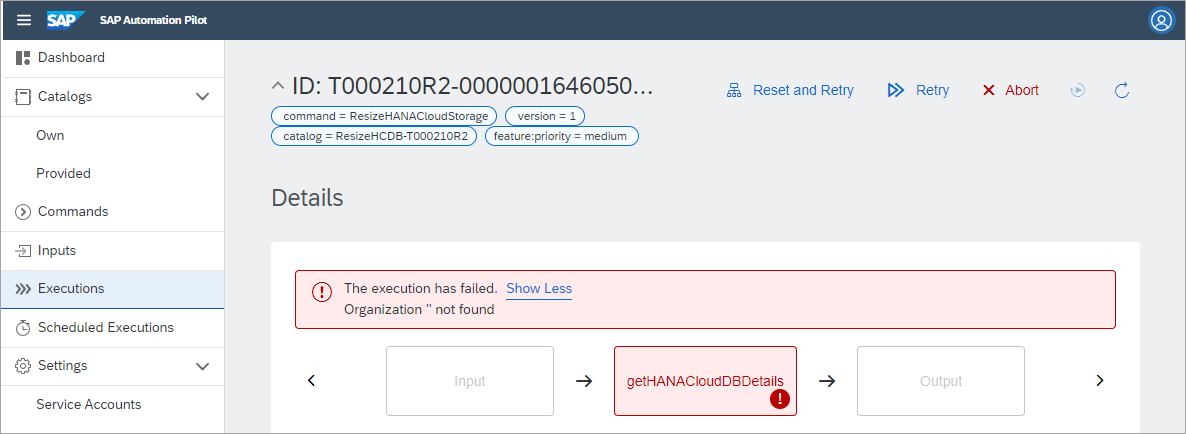 SAP SAP Automation Pilot
Dashboard
Catalogs
Own
Provided
Commands
Inputs
Executions
Scheduled Executions
Settings
Service Accounts
ID: T000210R2-0000001646050...
Reset and Retry Retry Abort
command = ResizeHANACloudStorage version = 1
catalog = ResizeHCDB-T000210R2 feature:priority = medium
Details
The execution has failed. Show Less
Organization '' not found
Input getHANACloudDBDetails Output